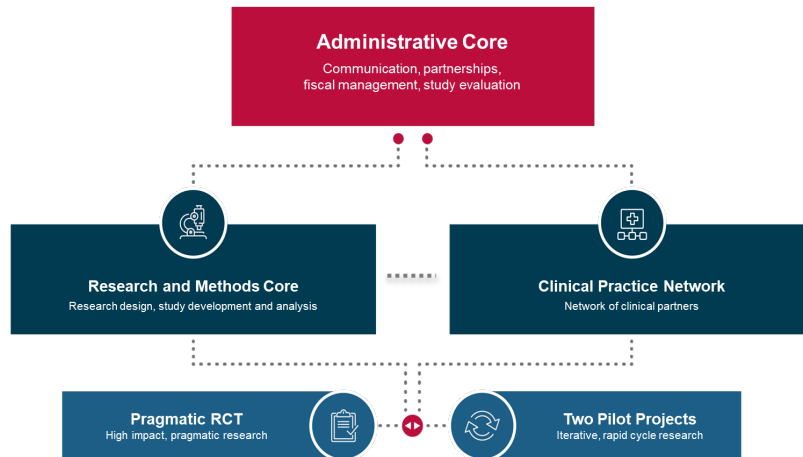 Administrative Core
Communication, partnerships,
fiscal management, study evaluation
Research and Methods Core
Research design, study development and analysis
Clinical Practice Network
Network of clinical partners
Pragmatic RCT
High impact, pragmatic research
Two Pilot Projects
Iterative, rapid cycle research